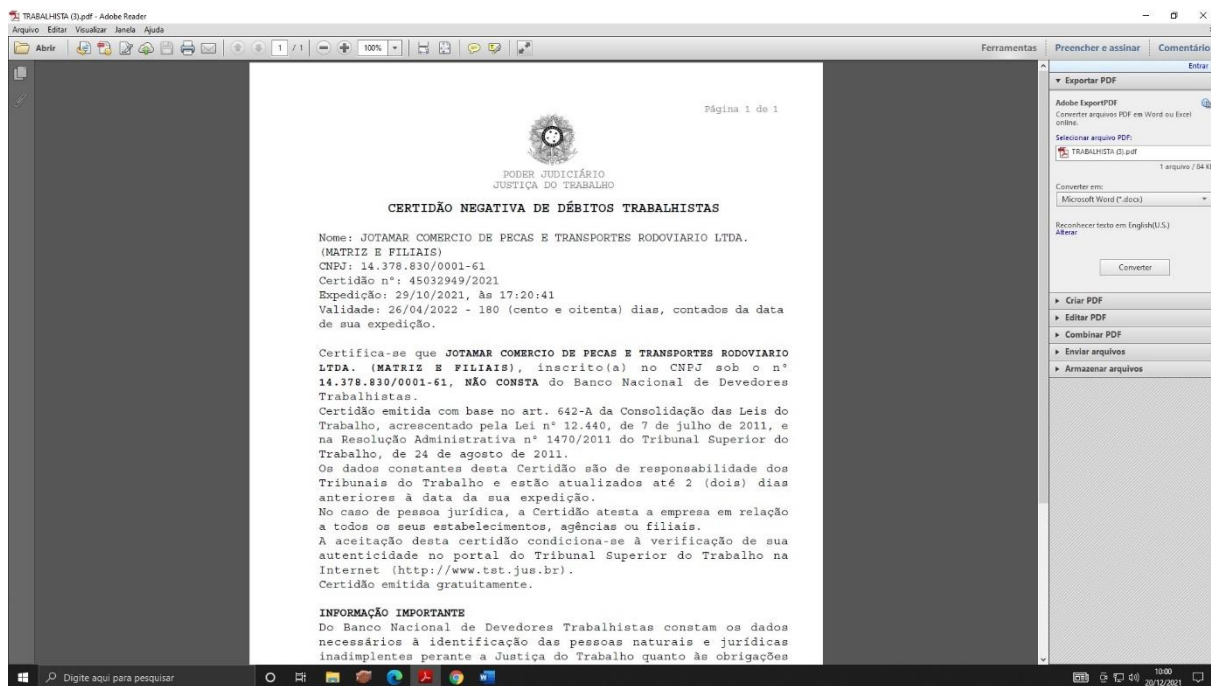 TRABALHISTA (3).pdf - Adobe Reader
Arquivo Editar Visualizar Janela Ajuda
Abrir
1 / 1
100%
Ferramentas
Preencher e assinar
Comentário
Entrar
Página 1 de 1
PODER JUDICIÁRIO
JUSTIÇA DO TRABALHO
CERTIDÃO NEGATIVA DE DÉBITOS TRABALHISTAS
Nome: JOTAMAR COMERCIO DE PECAS E TRANSPORTES RODOVIARIO LTDA.
(MATRIZ E FILIAIS)
CNPJ: 14.378.830/0001-61
Certidão nº: 45032949/2021
Expedição: 29/10/2021, às 17:20:41
Validade: 26/04/2022 - 180 (cento e oitenta) dias, contados da data
de sua expedição.
Certifica-se que JOTAMAR COMERCIO DE PECAS E TRANSPORTES RODOVIARIO
LTDA. (MATRIZ E FILIAIS), inscrito(a) no CNPJ sob o nº
14.378.830/0001-61, NÃO CONSTA do Banco Nacional de Devedores
Trabalhistas.
Certidão emitida com base no art. 642-A da Consolidação das Leis do
Trabalho, acrescentado pela Lei nº 12.440, de 7 de julho de 2011, e
na Resolução Administrativa nº 1470/2011 do Tribunal Superior do
Trabalho, de 24 de agosto de 2011.
Os dados constantes desta Certidão são de responsabilidade dos
Tribunais do Trabalho e estão atualizados até 2 (dois) dias
anteriores à data da sua expedição.
No caso de pessoa jurídica, a Certidão atesta a empresa em relação
a todos os seus estabelecimentos, agências ou filiais.
A aceitação desta certidão condiciona-se à verificação de sua
autenticidade no portal do Tribunal Superior do Trabalho na
Internet (http://www.tst.jus.br).
Certidão emitida gratuitamente.
INFORMAÇÃO IMPORTANTE
Do Banco Nacional de Devedores Trabalhistas constam os dados
necessários à identificação das pessoas naturais e jurídicas
inadimplentes perante a Justiça do Trabalho quanto às obrigações
Exportar PDF
Adobe ExportPDF
Converter arquivos PDF em Word ou Excel
online.
Selecionar arquivo PDF:
TRABALHISTA (3).pdf
1 arquivo / 84 K
Converter em:
Microsoft Word (*.docx)
Reconhecer texto em English(U.S.)
Alterar
Converter
Criar PDF
Editar PDF
Combinar PDF
Enviar arquivos
Armazenar arquivos
Digite aqui para pesquisar
10:00
20/12/2021